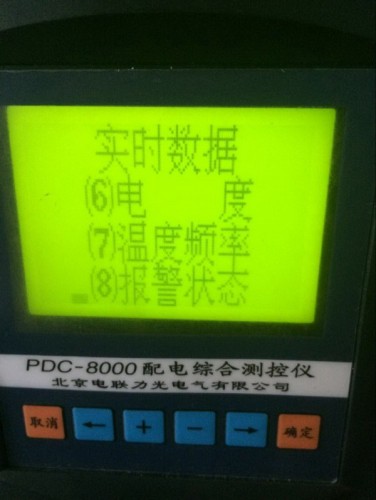 实时数据
(6)电 度
(7)温度频率
(8)报警状态
PDC-8000配电综合测控仪
北京电联力光电气有限公司
取消 ← + − → 确定